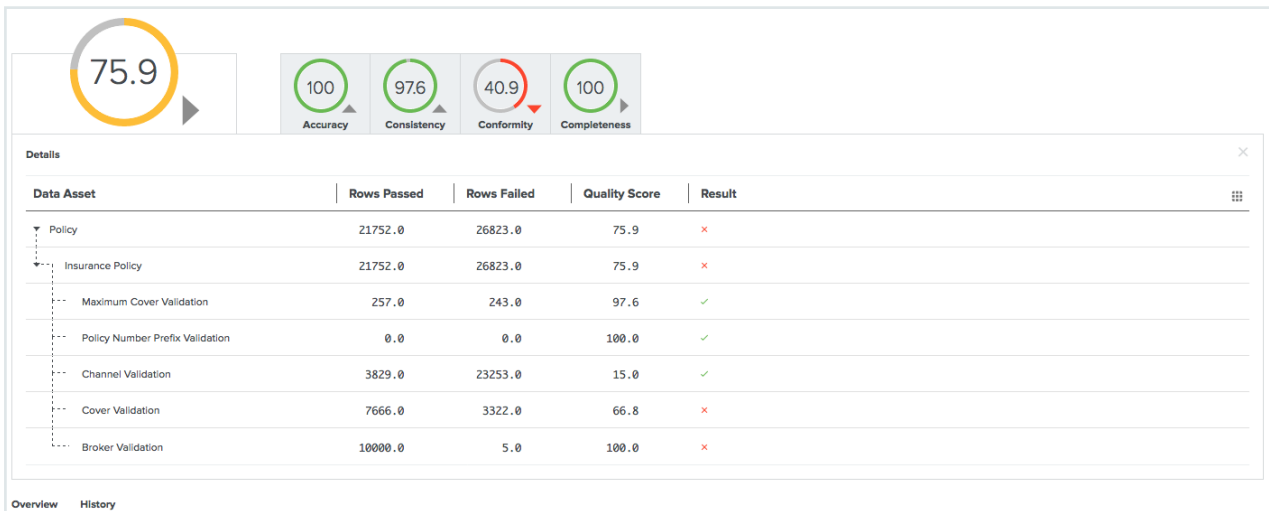 75.9
100 97.6 40.9 100
Accuracy Consistency Conformity Completeness
Details
Data Asset Rows Passed Rows Failed Quality Score Result
Policy 21752.0 26823.0 75.9
Insurance Policy 21752.0 26823.0 75.9
Maximum Cover Validation 257.0 243.0 97.6
Policy Number Prefix Validation 0.0 0.0 100.0
Channel Validation 3829.0 23253.0 15.0
Cover Validation 7666.0 3322.0 66.8
Broker Validation 10000.0 5.0 100.0
Overview History